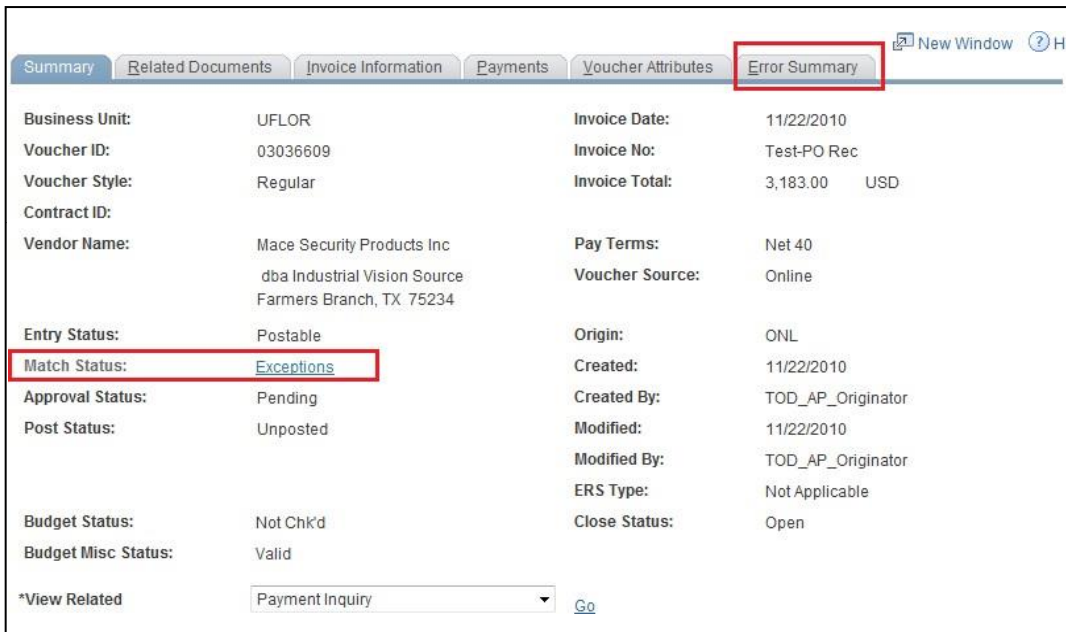 New Window H
Summary Related Documents Invoice Information Payments Voucher Attributes Error Summary
Business Unit: UFLOR Invoice Date: 11/22/2010
Voucher ID: 03036609 Invoice No: Test-PO Rec
Voucher Style: Regular Invoice Total: 3,183.00 USD
Contract ID:
Vendor Name: Mace Security Products Inc Pay Terms: Net 40
dba Industrial Vision Source Voucher Source: Online
Farmers Branch, TX 75234
Entry Status: Postable Origin: ONL
Match Status: Exceptions Created: 11/22/2010
Approval Status: Pending Created By: TOD_AP_Originator
Post Status: Unposted Modified: 11/22/2010
Modified By: TOD_AP_Originator
ERS Type: Not Applicable
Budget Status: Not Chk'd Close Status: Open
Budget Misc Status: Valid
*View Related Payment Inquiry Go